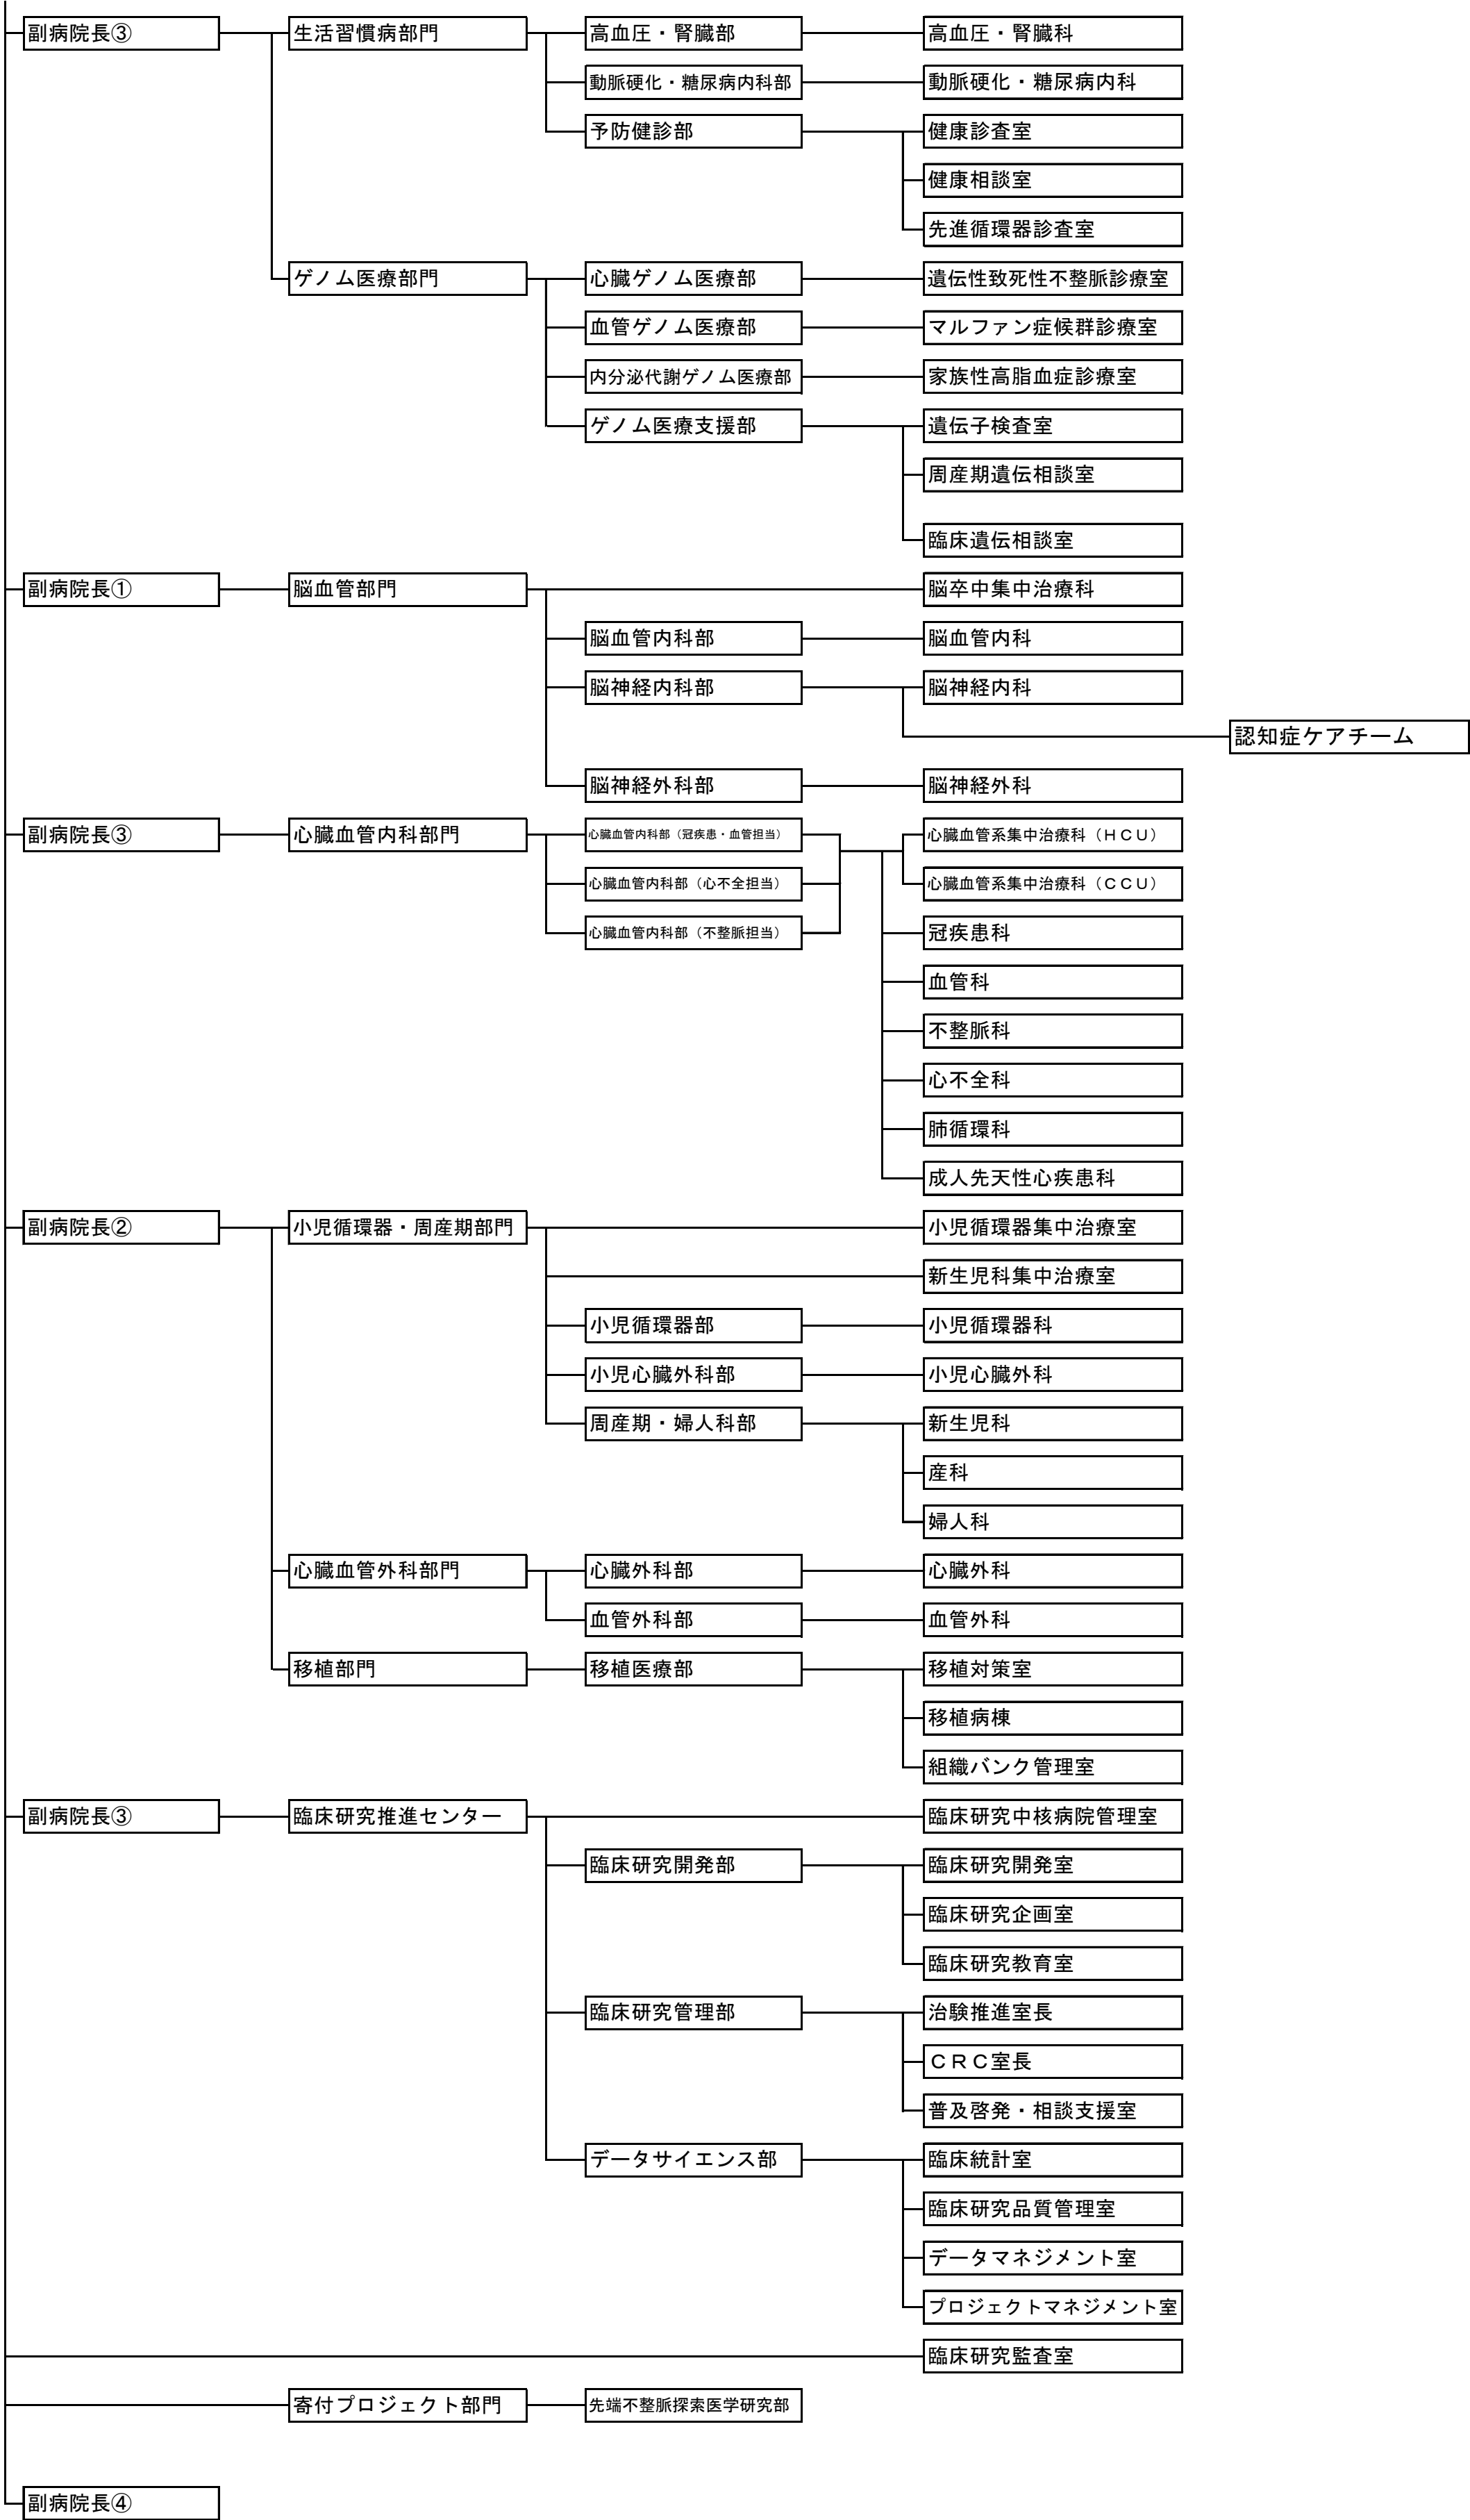 副病院長③
生活習慣病部門
高血圧・腎臓部
高血圧・腎臓科
動脈硬化・糖尿病内科部
動脈硬化・糖尿病内科
予防健診部
健康診査室
健康相談室
先進循環器診査室
ゲノム医療部門
心臓ゲノム医療部
遺伝性致死性不整脈診療室
血管ゲノム医療部
マルファン症候群診療室
内分泌代謝ゲノム医療部
家族性高脂血症診療室
ゲノム医療支援部
遺伝子検査室
周産期遺伝相談室
臨床遺伝相談室
副病院長①
脳血管部門
脳卒中集中治療科
脳血管内科部
脳血管内科
脳神経内科部
脳神経内科
認知症ケアチーム
脳神経外科部
脳神経外科
副病院長③
心臓血管内科部門
心臓血管内科部（冠疾患・血管担当）
心臓血管系集中治療科（ＨＣＵ）
心臓血管内科部（心不全担当）
心臓血管系集中治療科（ＣＣＵ）
心臓血管内科部（不整脈担当）
冠疾患科
血管科
不整脈科
心不全科
肺循環科
成人先天性心疾患科
副病院長②
小児循環器・周産期部門
小児循環器集中治療室
新生児科集中治療室
小児循環器部
小児循環器科
小児心臓外科部
小児心臓外科
周産期・婦人科部
新生児科
産科
婦人科
心臓血管外科部門
心臓外科部
心臓外科
血管外科部
血管外科
移植部門
移植医療部
移植対策室
移植病棟
組織バンク管理室
副病院長③
臨床研究推進センター
臨床研究中核病院管理室
臨床研究開発部
臨床研究開発室
臨床研究企画室
臨床研究教育室
臨床研究管理部
治験推進室長
ＣＲＣ室長
普及啓発・相談支援室
データサイエンス部
臨床統計室
臨床研究品質管理室
データマネジメント室
プロジェクトマネジメント室
臨床研究監査室
寄付プロジェクト部門
先端不整脈探索医学研究部
副病院長④